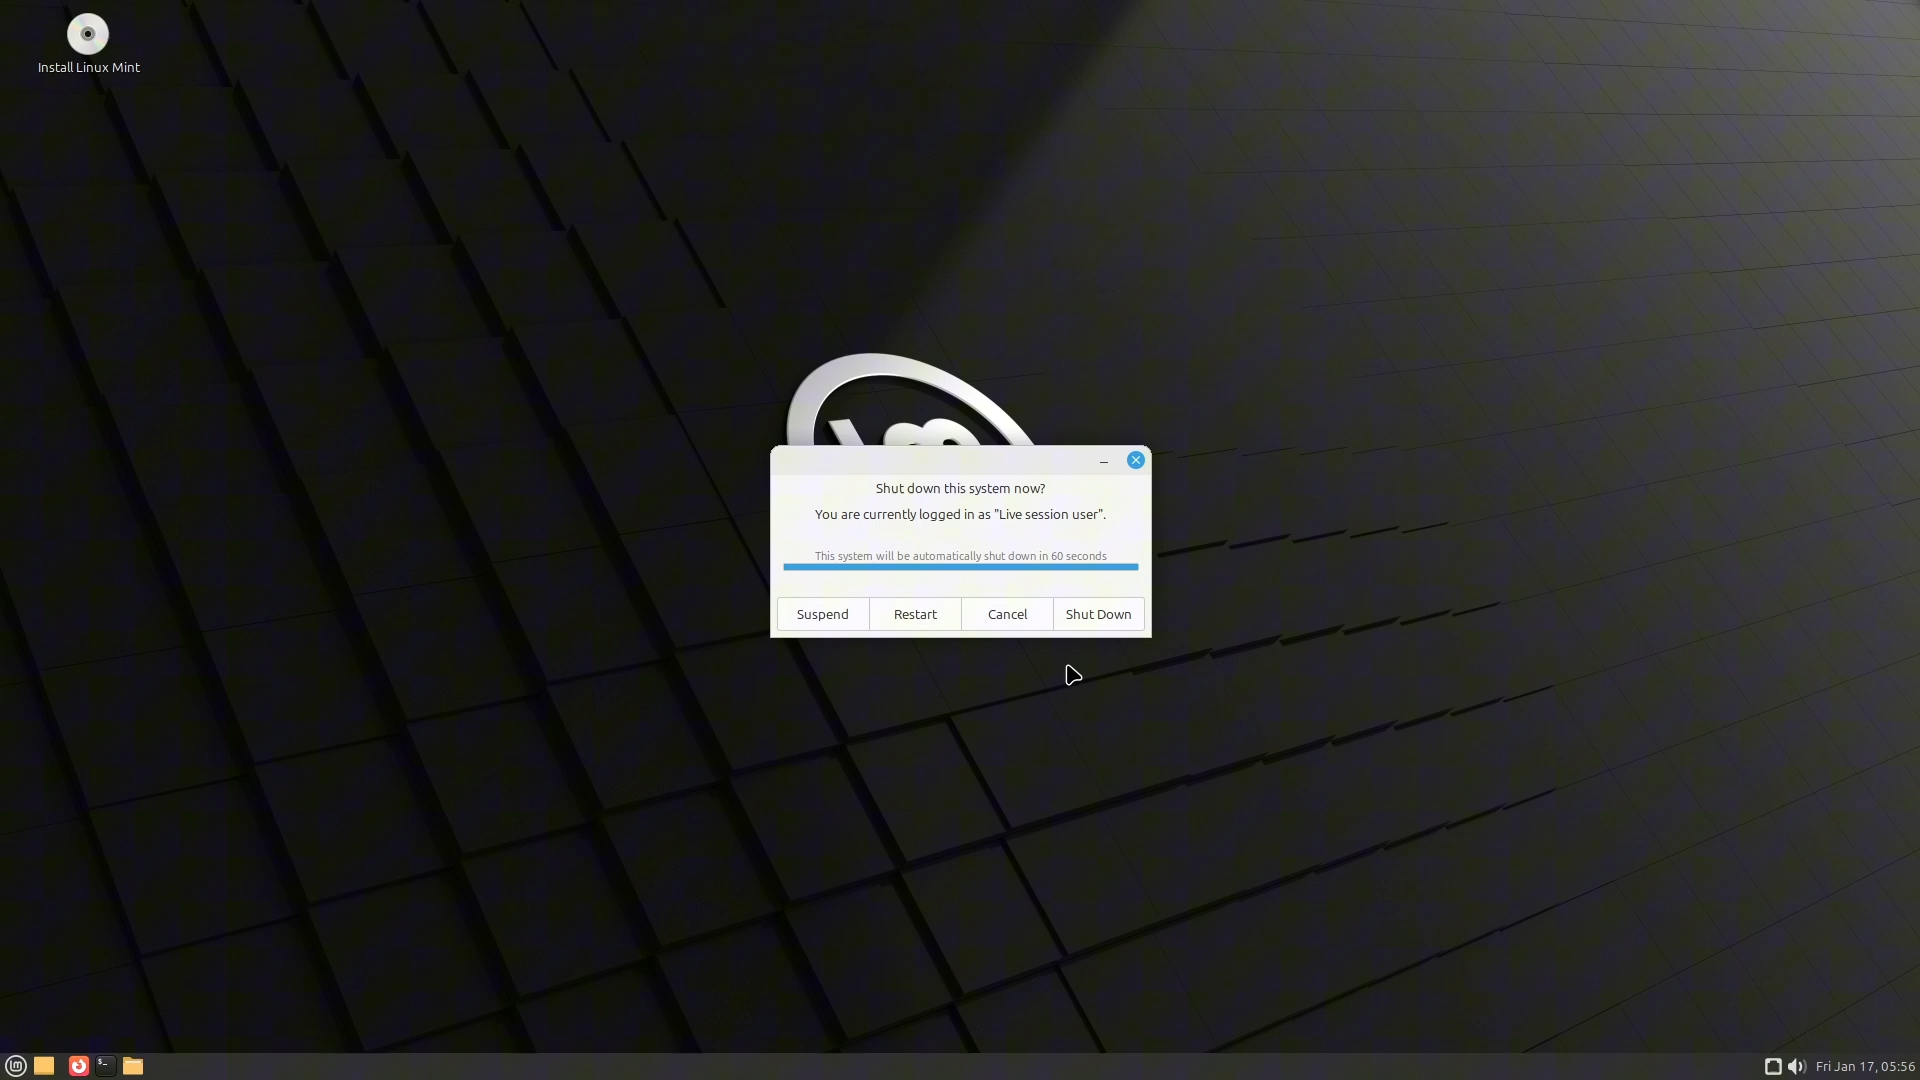 Install Linux Mint
Shut down this system now?
You are currently logged in as "Live session user".
This system will be automatically shut down in 60 seconds
Suspend
Restart
Cancel
Shut Down
Fri Jan 17, 05:56